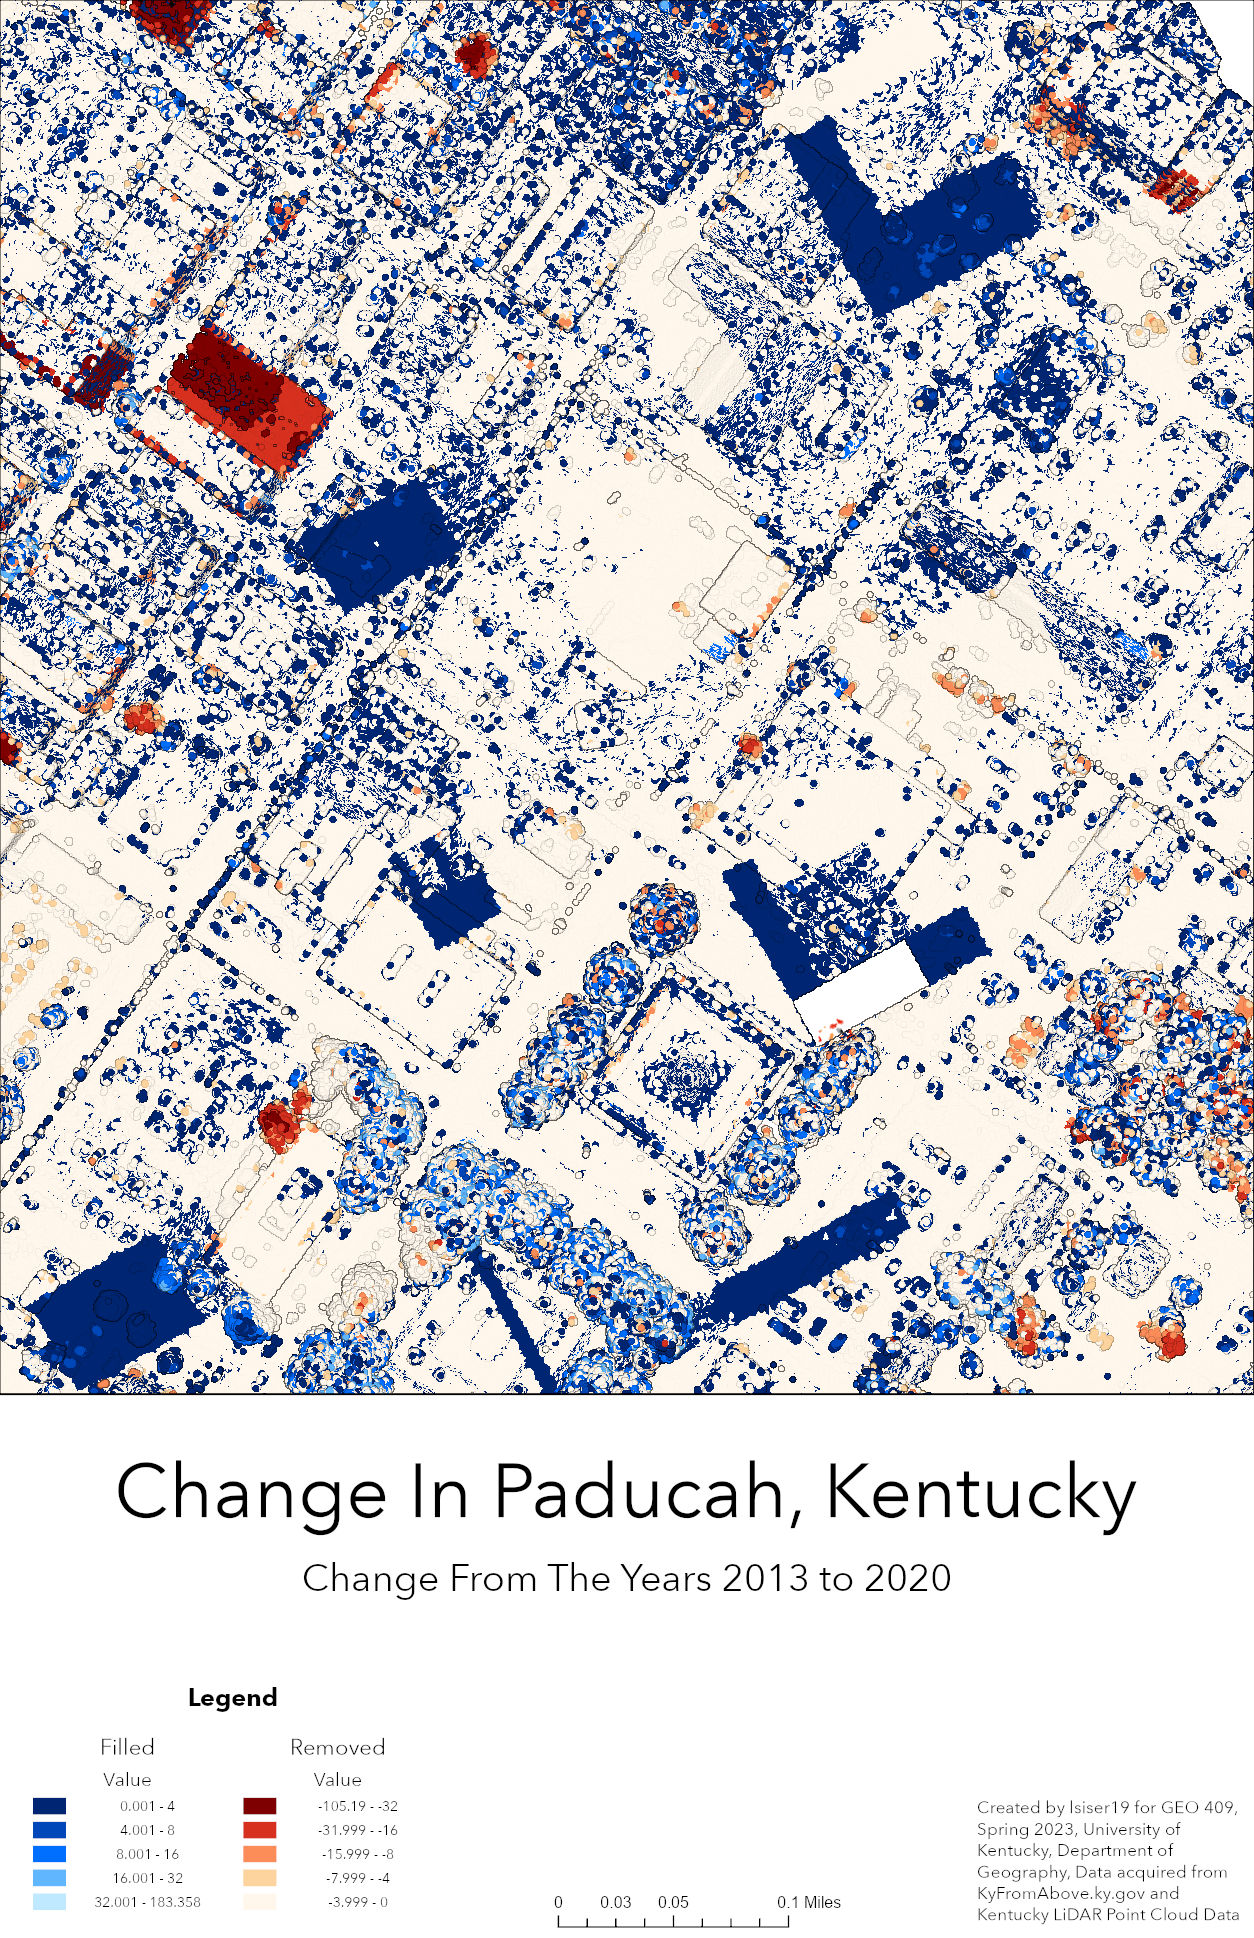 Change In Paducah, Kentucky
Change From The Years 2013 to 2020
Legend
Filled
Value
0.001 - 4
4.001 - 8
8.001 - 16
16.001 - 32
32.001 - 183.358
Removed
Value
-105.19 - -32
-31.999 - -16
-15.999 - -8
-7.999 - -4
-3.999 - 0
0 0.03 0.05 0.1 Miles
Created by lsiser19 for GEO 409,
Spring 2023, University of
Kentucky, Department of
Geography, Data acquired from
KyFromAbove.ky.gov and
Kentucky LiDAR Point Cloud Data